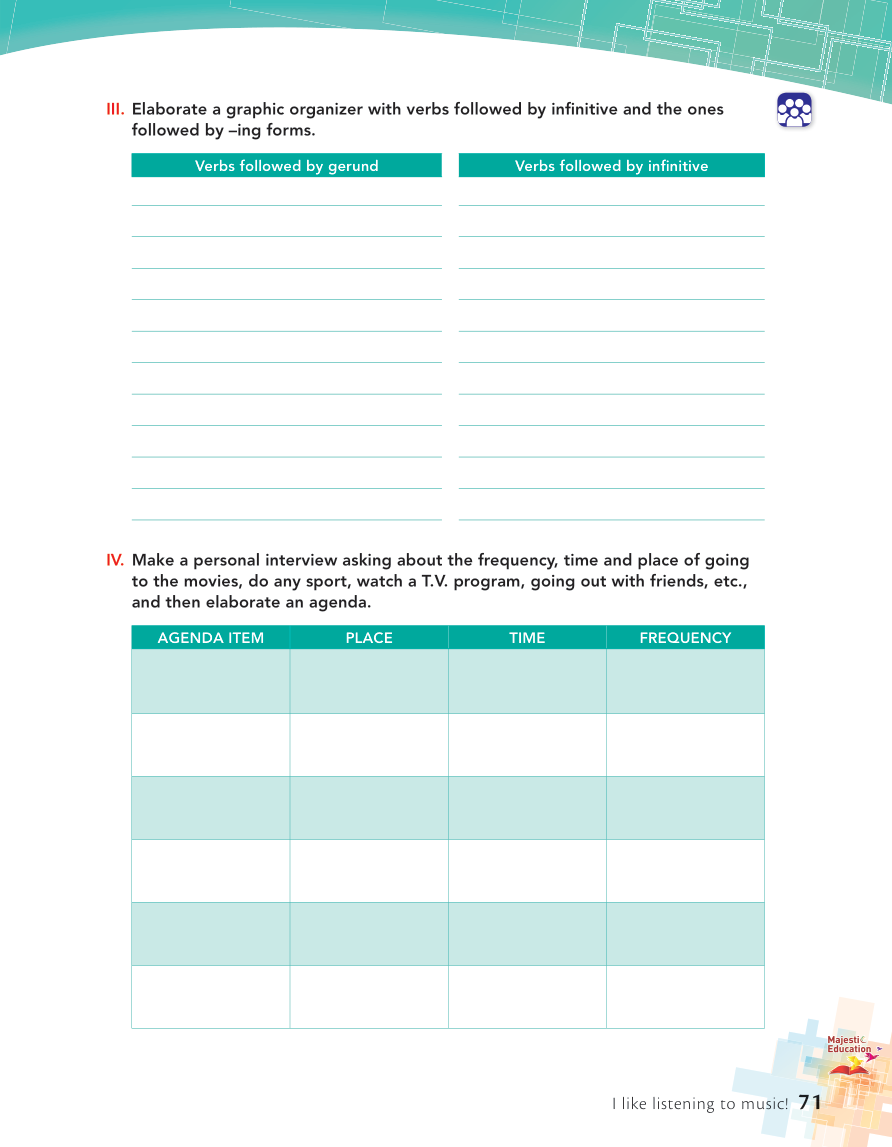 III. Elaborate a graphic organizer with verbs followed by infinitive and the ones
followed by –ing forms.
Verbs followed by gerund
Verbs followed by infinitive
IV. Make a personal interview asking about the frequency, time and place of going
to the movies, do any sport, watch a T.V. program, going out with friends, etc.,
and then elaborate an agenda.
AGENDA ITEM PLACE TIME FREQUENCY
Majestic
Education
I like listening to music! 71